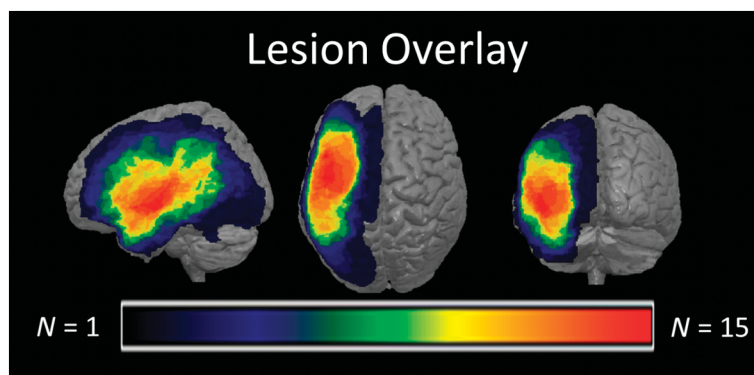 Lesion Overlay
N = 1
N = 15